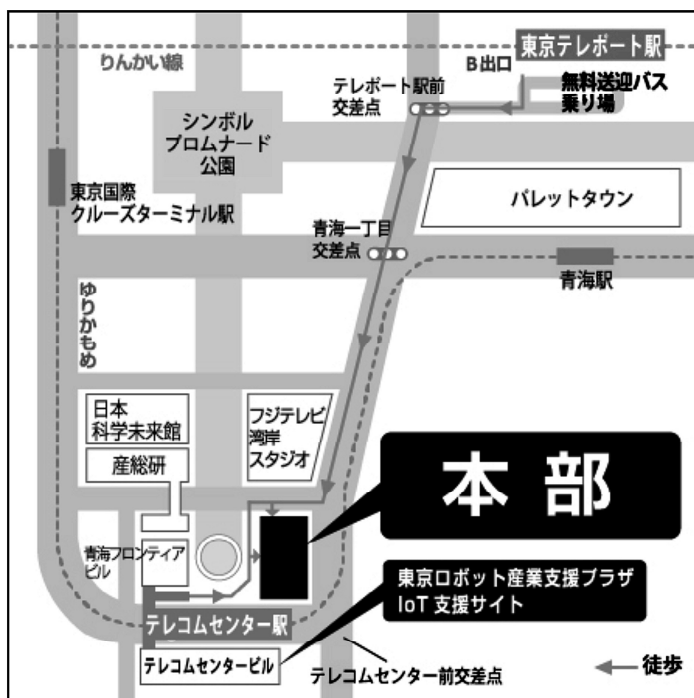 東京テレポート駅
りんかい線
B出口
テレポート駅前
交差点
無料送迎バス
乗り場
シンボル
プロムナード
公園
東京国際
クルーズターミナル駅
パレットタウン
青海一丁目
交差点
青海駅
ゆりかもめ
日本
科学未来館
フジテレビ
湾岸
スタジオ
産総研
本部
青海フロンティア
ビル
東京ロボット産業支援プラザ
IoT支援サイト
テレコムセンター駅
テレコムセンタービル
テレコムセンター前交差点
徒歩